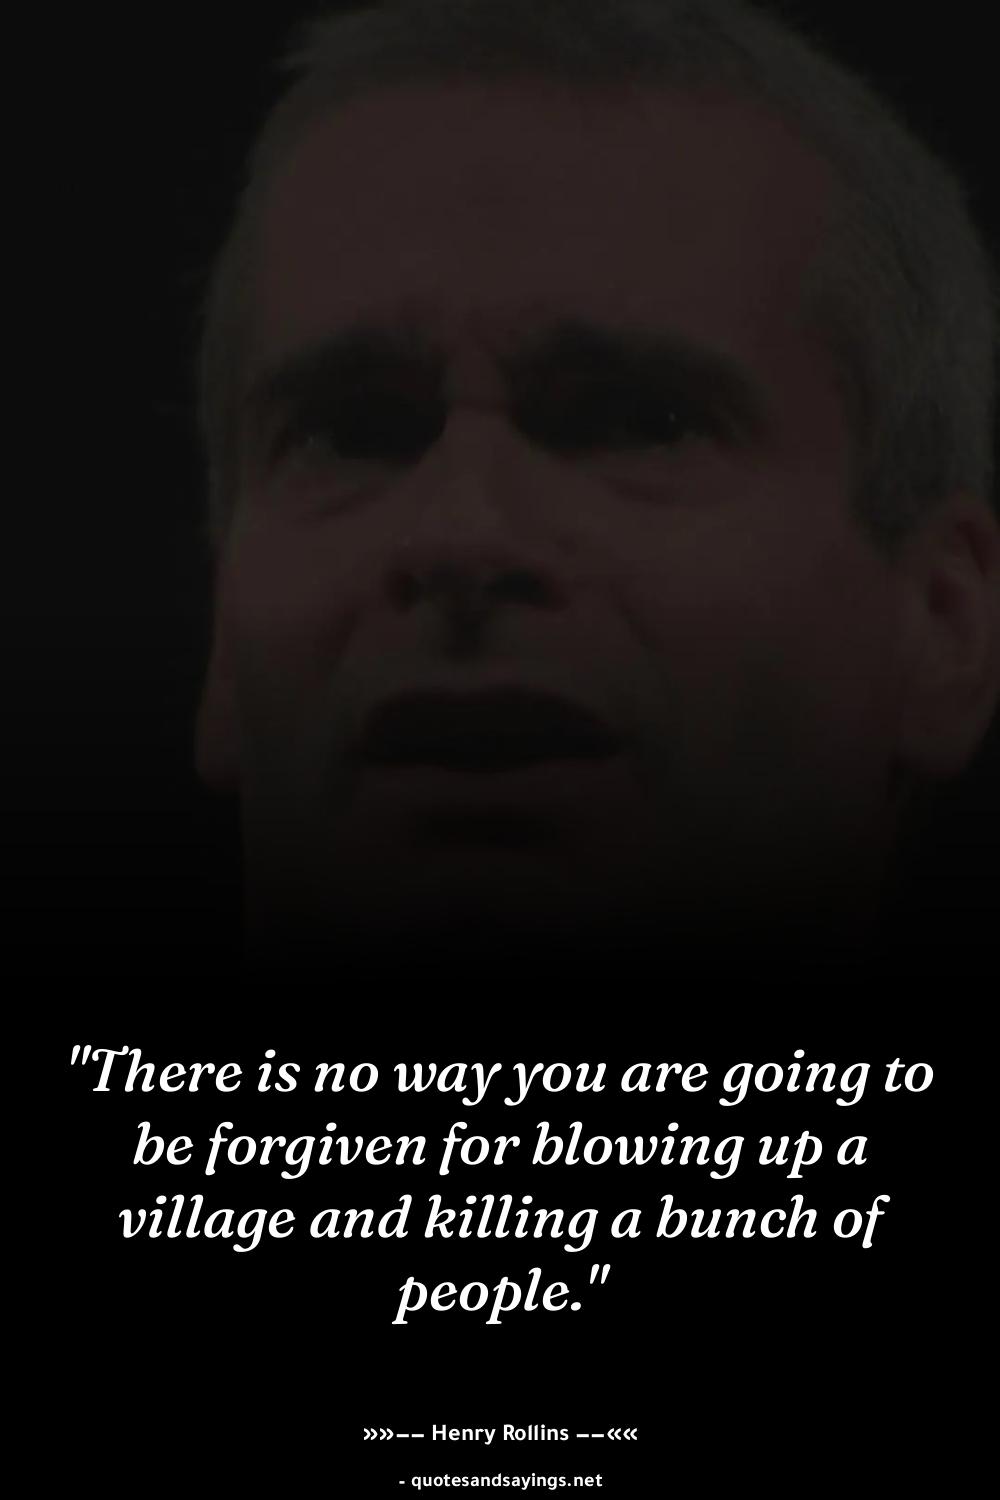 "There is no way you are going to
be forgiven for blowing up a
village and killing a bunch of
people."
»»−− Henry Rollins −−««
- quotesandsayings.net